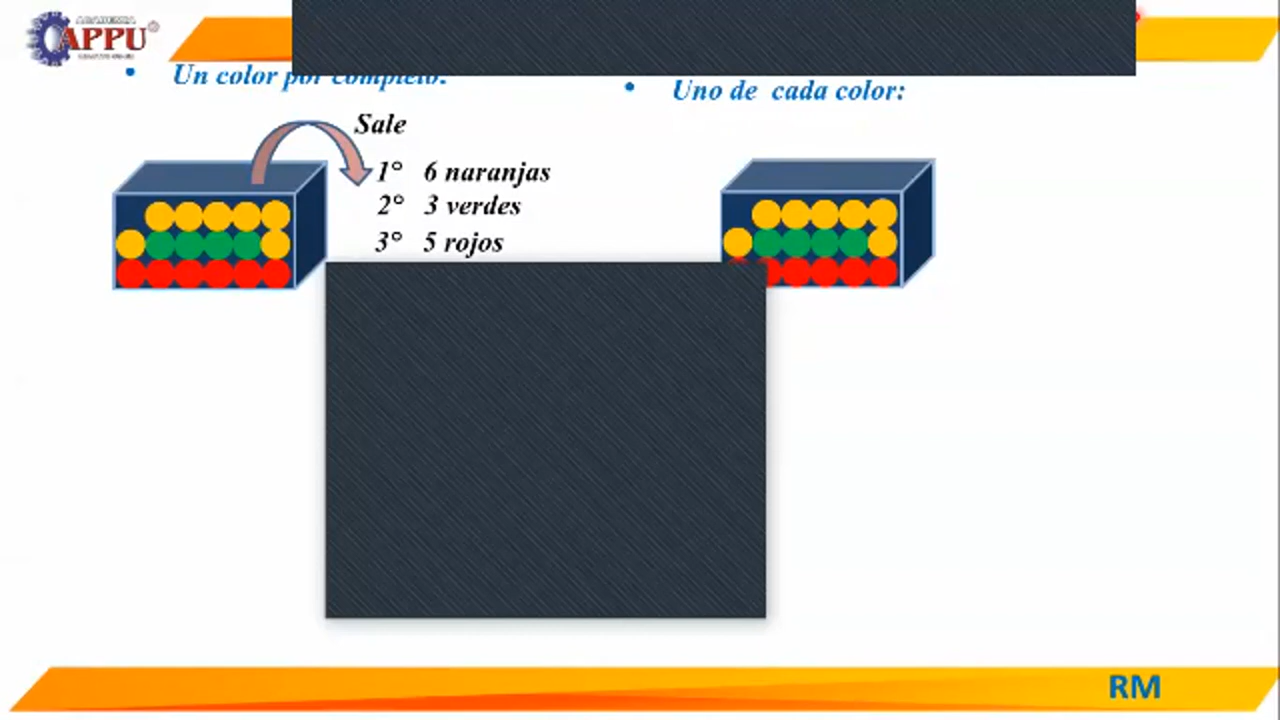 ACADEMIA
APPU
Un color por completo:
Uno de cada color:
Sale
1° 6 naranjas
2° 3 verdes
3° 5 rojos
RM